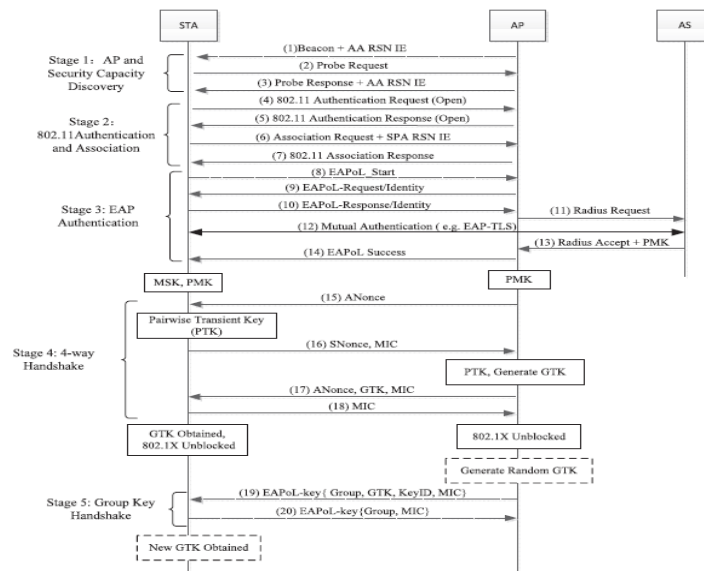 STA
AP
AS
Stage 1：AP and
Security Capacity
Discovery
(1)Beacon + AA RSN IE
(2) Probe Request
(3) Probe Response + AA RSN IE
Stage 2:
802.11Authentication
and Association
(4) 802.11 Authentication Request (Open)
(5) 802.11 Authentication Response (Open)
(6) Association Request + SPA RSN IE
(7) 802.11 Association Response
Stage 3: EAP
Authentication
(8) EAPoL_Start
(9) EAPoL-Request/Identity
(10) EAPoL-Response/Identity
(11) Radius Request
(12) Mutual Authentication ( e.g. EAP-TLS)
(13) Radius Accept + PMK
(14) EAPoL Success
MSK, PMK
PMK
Stage 4: 4-way
Handshake
(15) ANonce
Pairwise Transient Key
(PTK)
(16) SNonce, MIC
PTK, Generate GTK
(17) ANonce, GTK, MIC
(18) MIC
GTK Obtained,
802.1X Unblocked
802.1X Unblocked
Generate Random GTK
Stage 5: Group Key
Handshake
(19) EAPoL-key{ Group, GTK, KeyID, MIC}
(20) EAPoL-key{Group, MIC}
New GTK Obtained